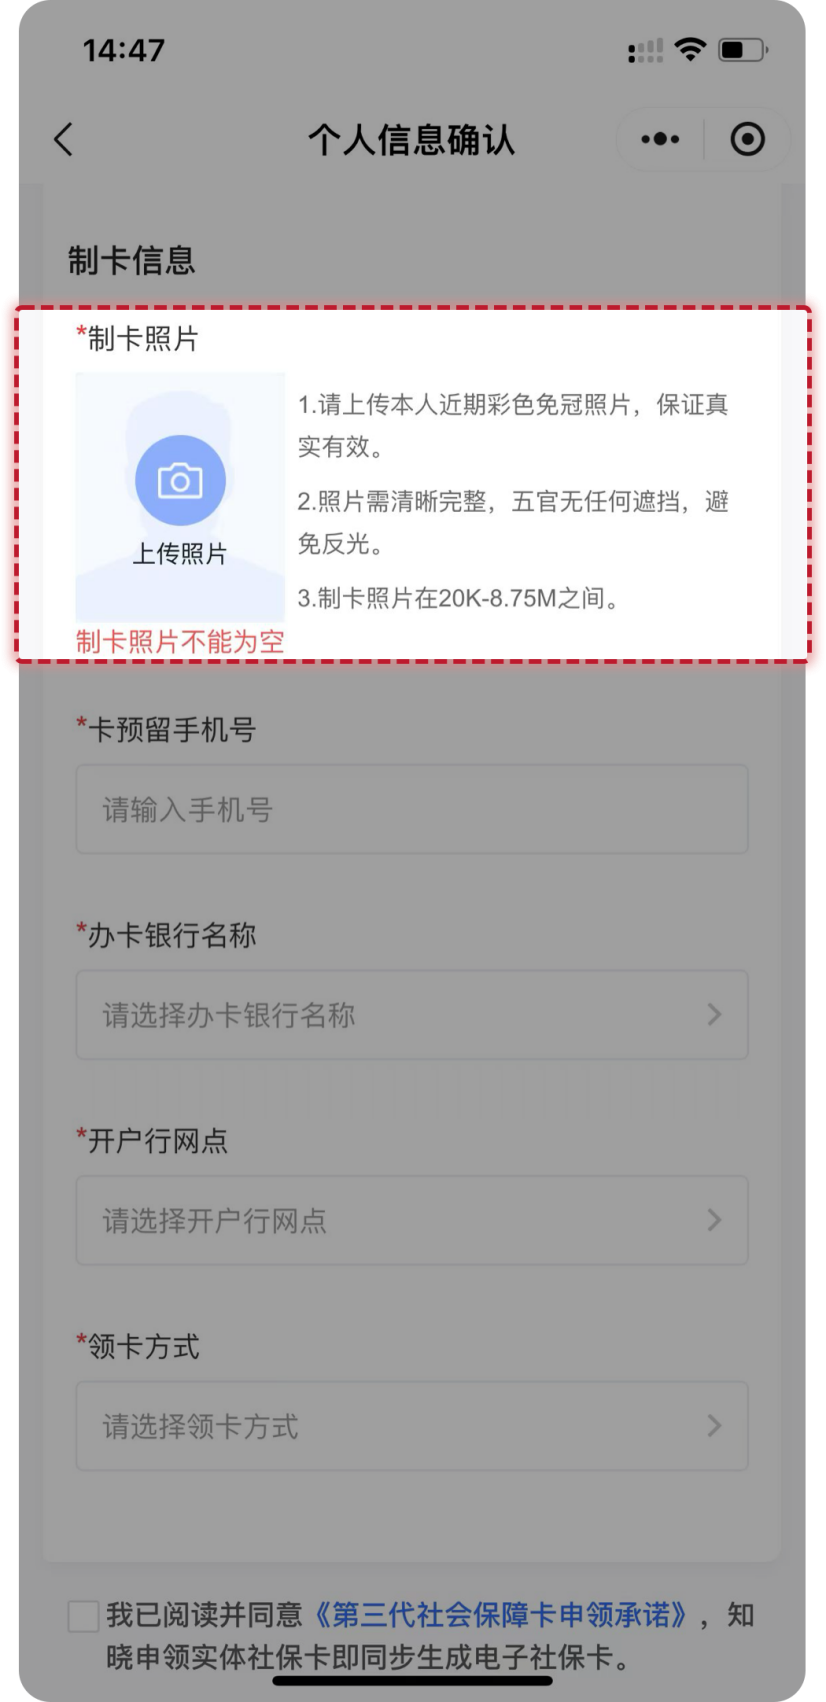 14:47
个人信息确认
制卡信息
*制卡照片
1.请上传本人近期彩色免冠照片，保证真
实有效。
2.照片需清晰完整，五官无任何遮挡，避
免反光。
3.制卡照片在20K-8.75M之间。
上传照片
制卡照片不能为空
*卡预留手机号
请输入手机号
*办卡银行名称
请选择办卡银行名称
*开户行网点
请选择开户行网点
*领卡方式
请选择领卡方式
我已阅读并同意《第三代社会保障卡申领承诺》，知
晓申领实体社保卡即同步生成电子社保卡。